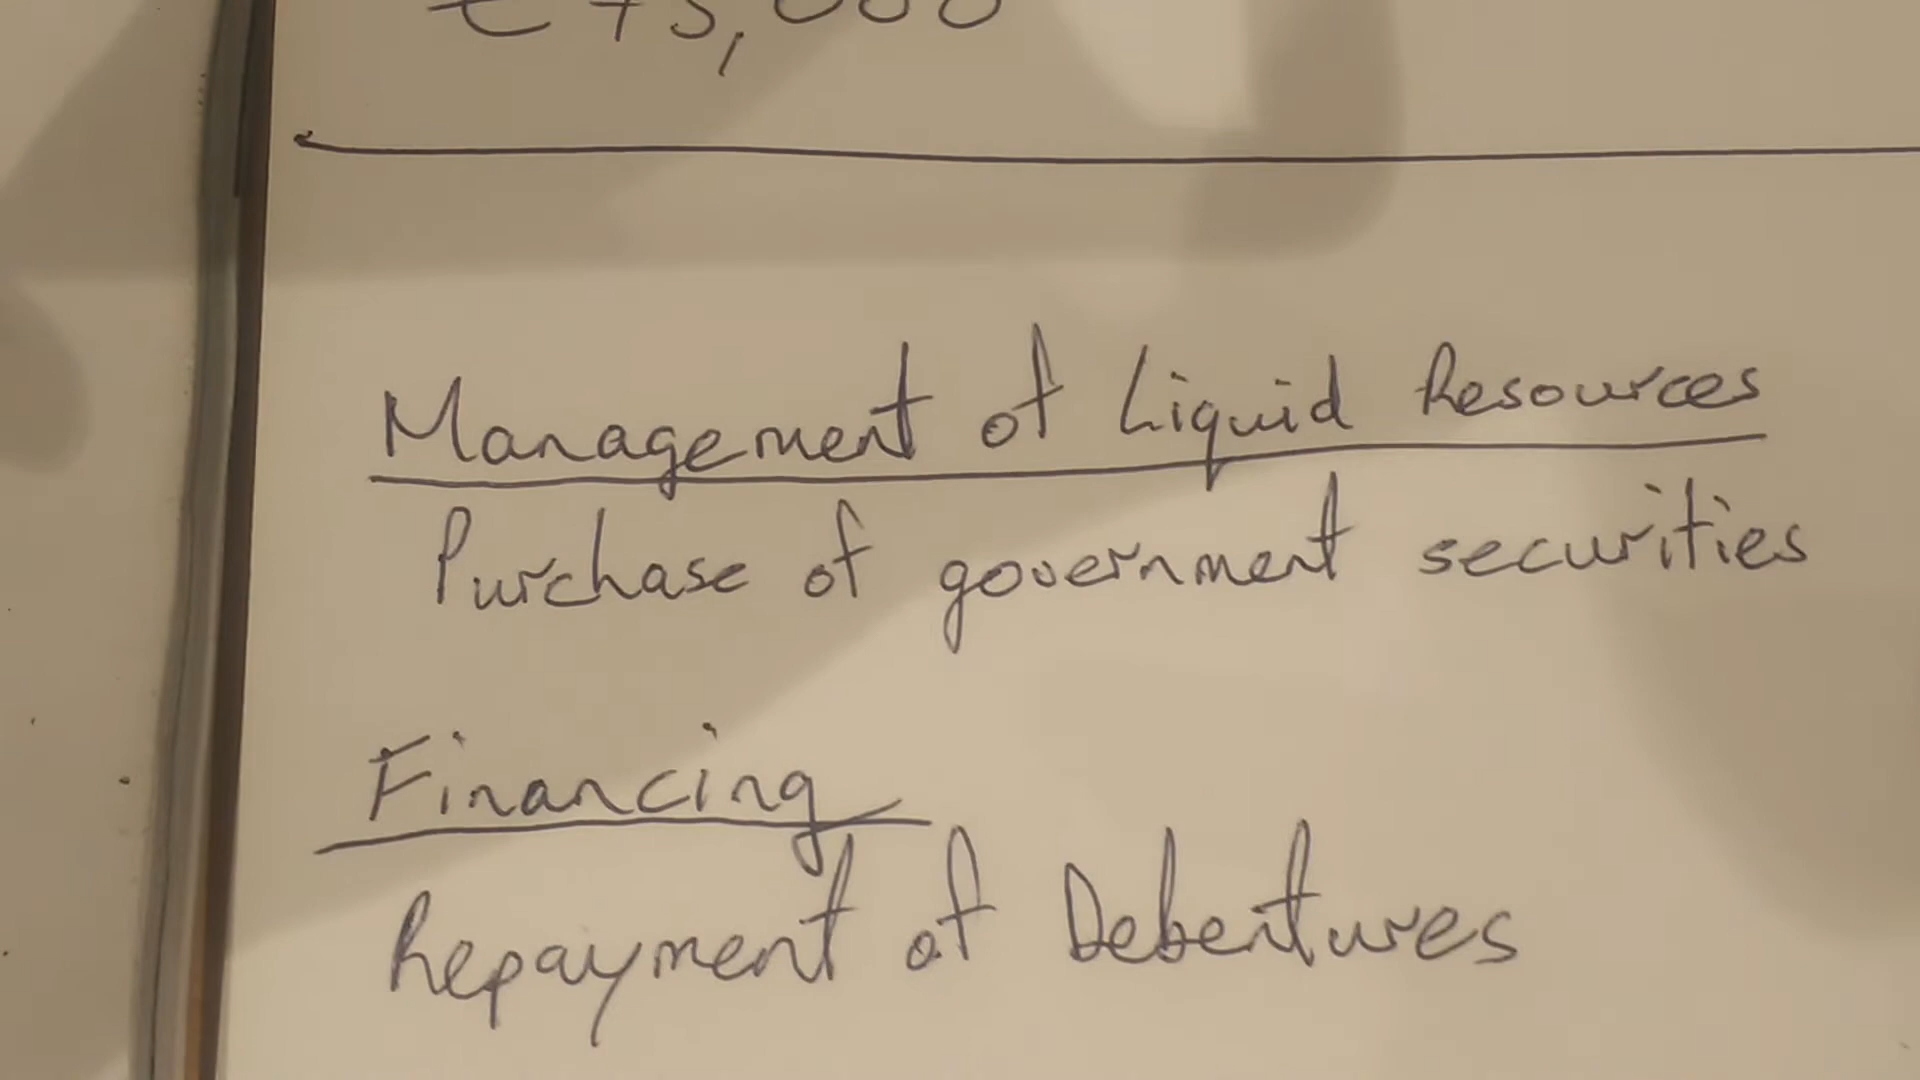 Management of Liquid Resources
Purchase of government securities
Financing
Repayment of Debentures